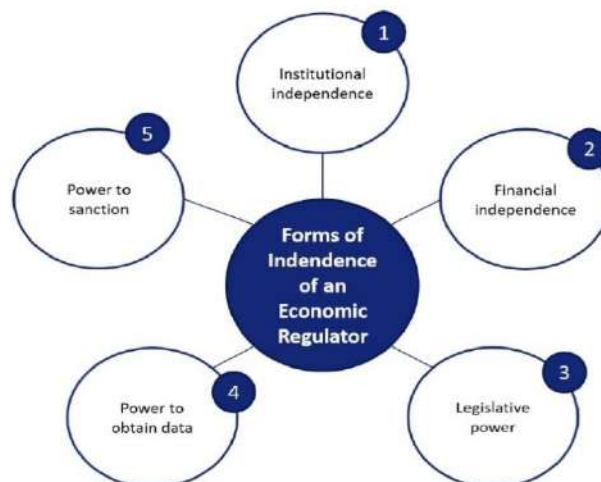 Forms of
Indendence
of an
Economic
Regulator
1
Institutional
independence
2
Financial
independence
3
Legislative
power
4
Power to
obtain data
5
Power to
sanction